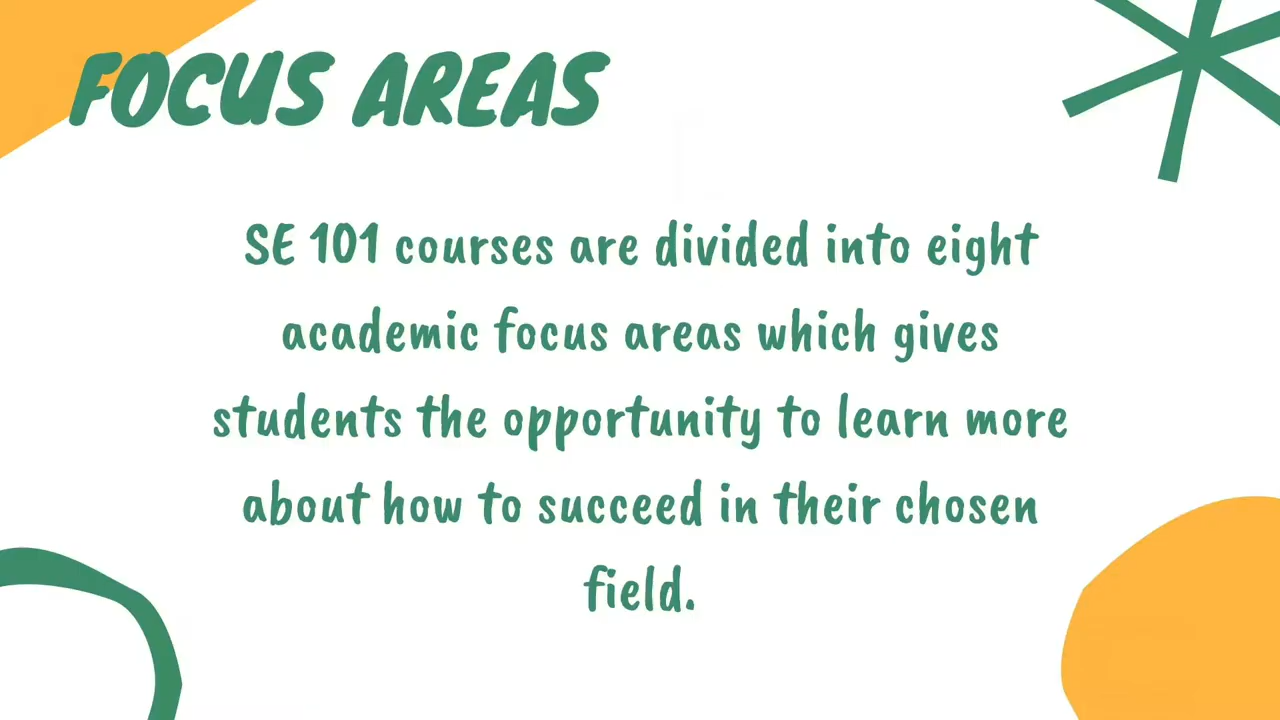 FOCUS AREAS
SE 101 courses are divided into eight
academic focus areas which gives
students the opportunity to learn more
about how to succeed in their chosen
field.